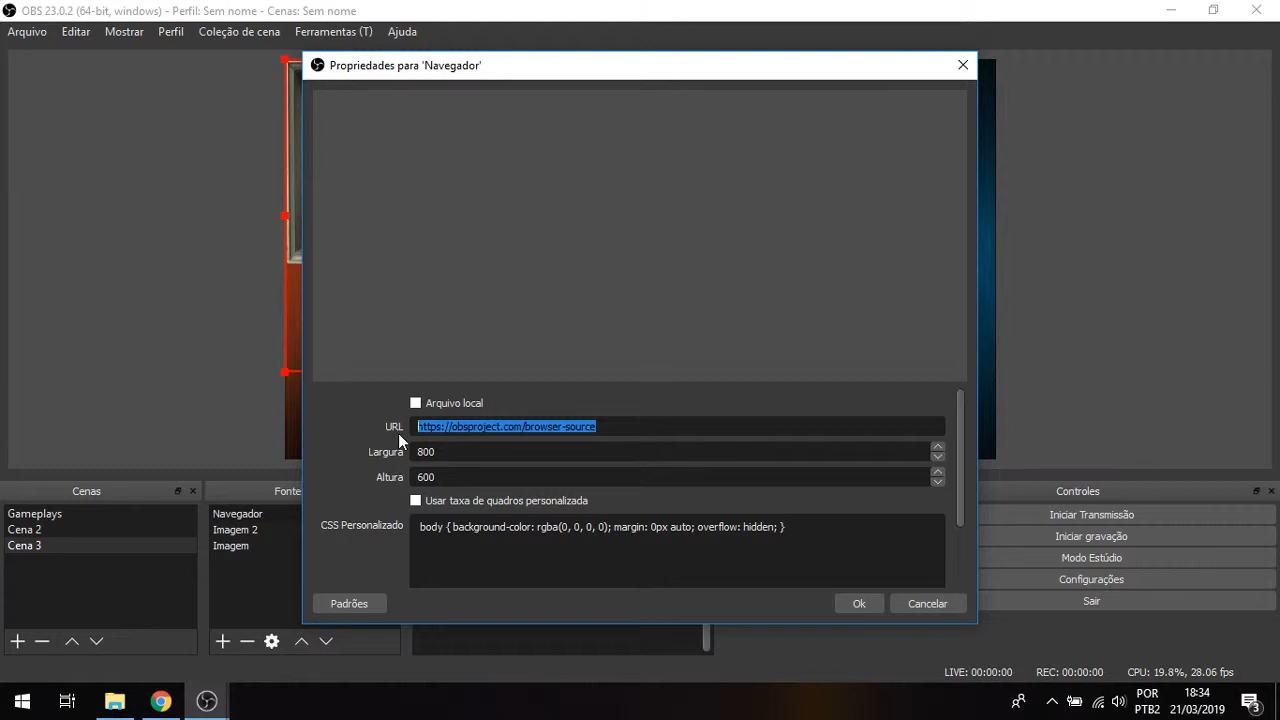 OBS 23.0.2 (64-bit, windows) - Perfil: Sem nome - Cenas: Sem nome
Arquivo Editar Mostrar Perfil Coleção de cena Ferramentas (T) Ajuda
Propriedades para 'Navegador'
Arquivo local
URL https://obsproject.com/browser-source
Largura 800
Altura 600
Usar taxa de quadros personalizada
CSS Personalizado body { background-color: rgba(0, 0, 0, 0); margin: 0px auto; overflow: hidden; }
Padrões Ok Cancelar
Cenas
Gameplays
Cena 2
Cena 3
Fonte
Navegador
Imagem 2
Imagem
Controles
Iniciar Transmissão
Iniciar gravação
Modo Estúdio
Configurações
Sair
LIVE: 00:00:00 REC: 00:00:00 CPU: 19.8%, 28.06 fps
POR
PTB2
18:34
21/03/2019
3